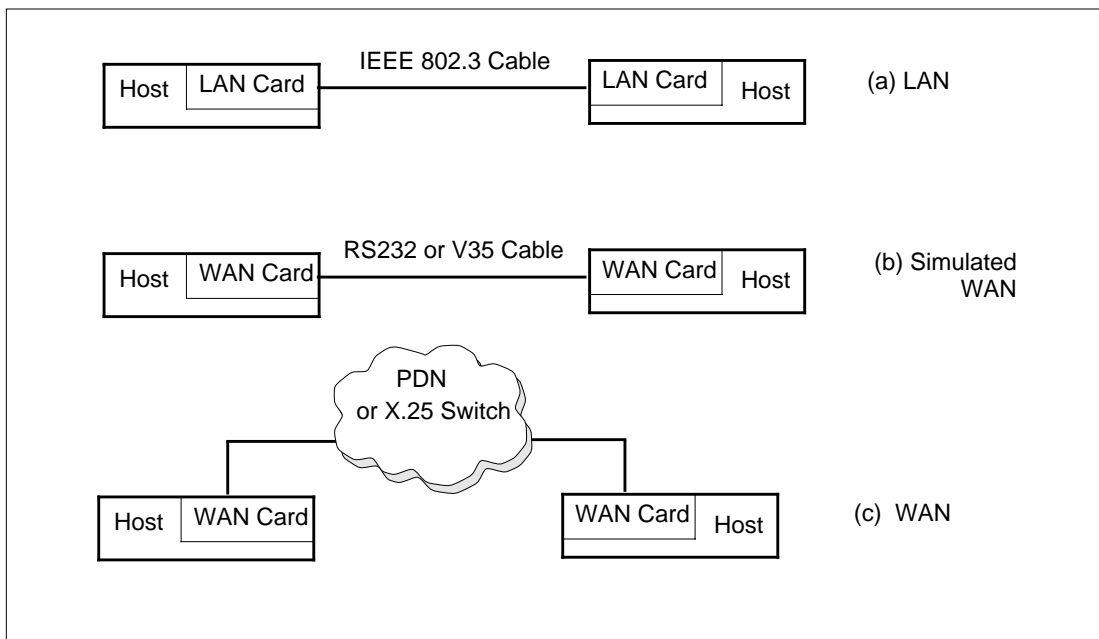 IEEE 802.3 Cable
Host LAN Card
LAN Card Host
(a) LAN
RS232 or V35 Cable
Host WAN Card
WAN Card Host
(b) Simulated
WAN
PDN
or X.25 Switch
Host WAN Card
WAN Card Host
(c) WAN